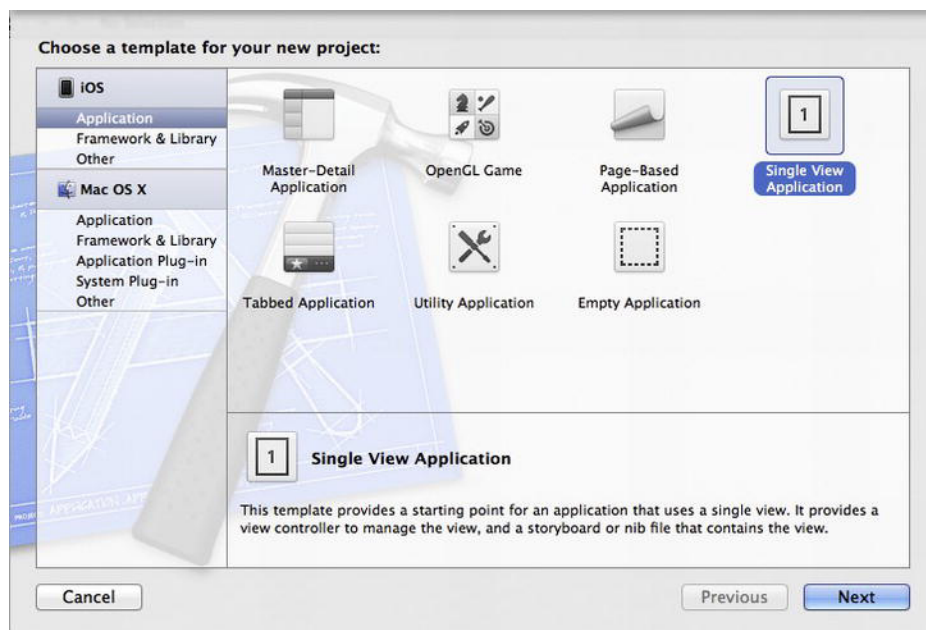 Choose a template for your new project:
iOS
Application
Framework & Library
Other
Mac OS X
Application
Framework & Library
Application Plug-in
System Plug-in
Other
Master-Detail
Application
OpenGL Game
Page-Based
Application
1
Single View
Application
Tabbed Application
Utility Application
Empty Application
1
Single View Application
This template provides a starting point for an application that uses a single view. It provides a
view controller to manage the view, and a storyboard or nib file that contains the view.
Cancel
Previous
Next